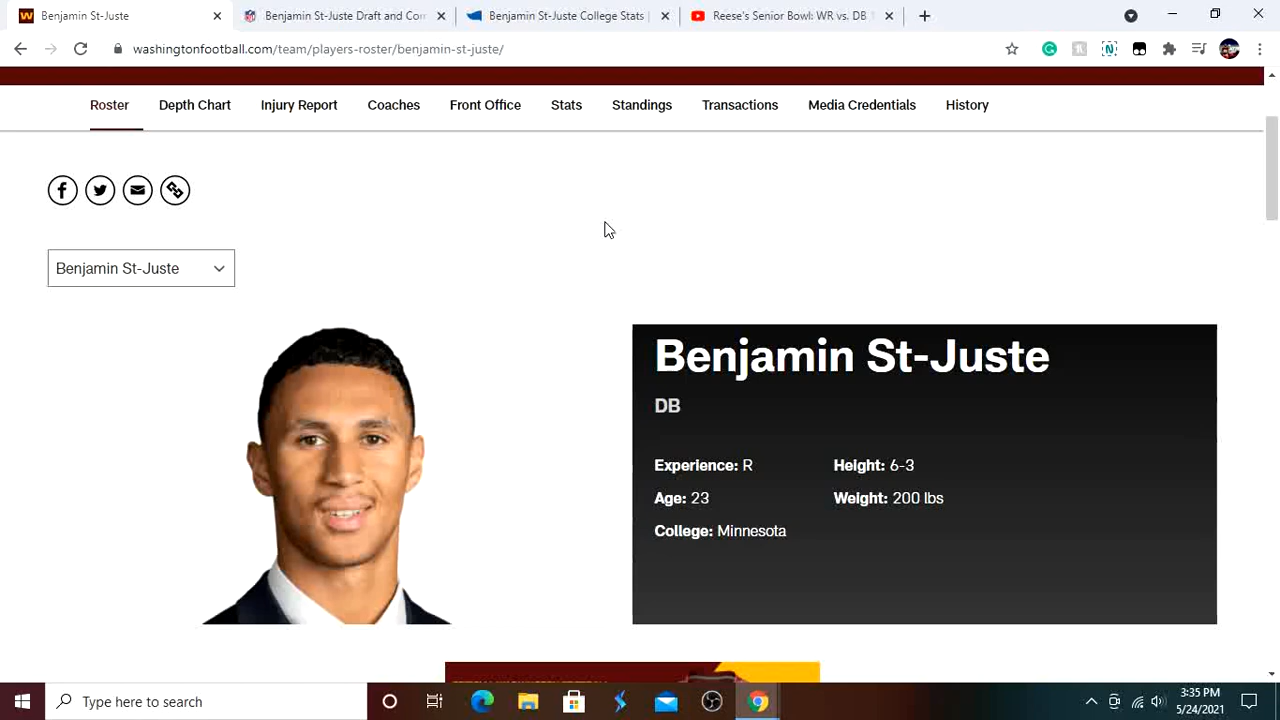 Benjamin St-Juste
Benjamin St-Juste Draft and Com
Benjamin St-Juste College Stats |
Reese's Senior Bowl: WR vs. DB 1
washingtonfootball.com/team/players-roster/benjamin-st-juste/
Roster Depth Chart Injury Report Coaches Front Office Stats Standings Transactions Media Credentials History
Benjamin St-Juste
Benjamin St-Juste
DB
Experience: R Height: 6-3
Age: 23 Weight: 200 lbs
College: Minnesota
Type here to search
3:35 PM
5/24/2021